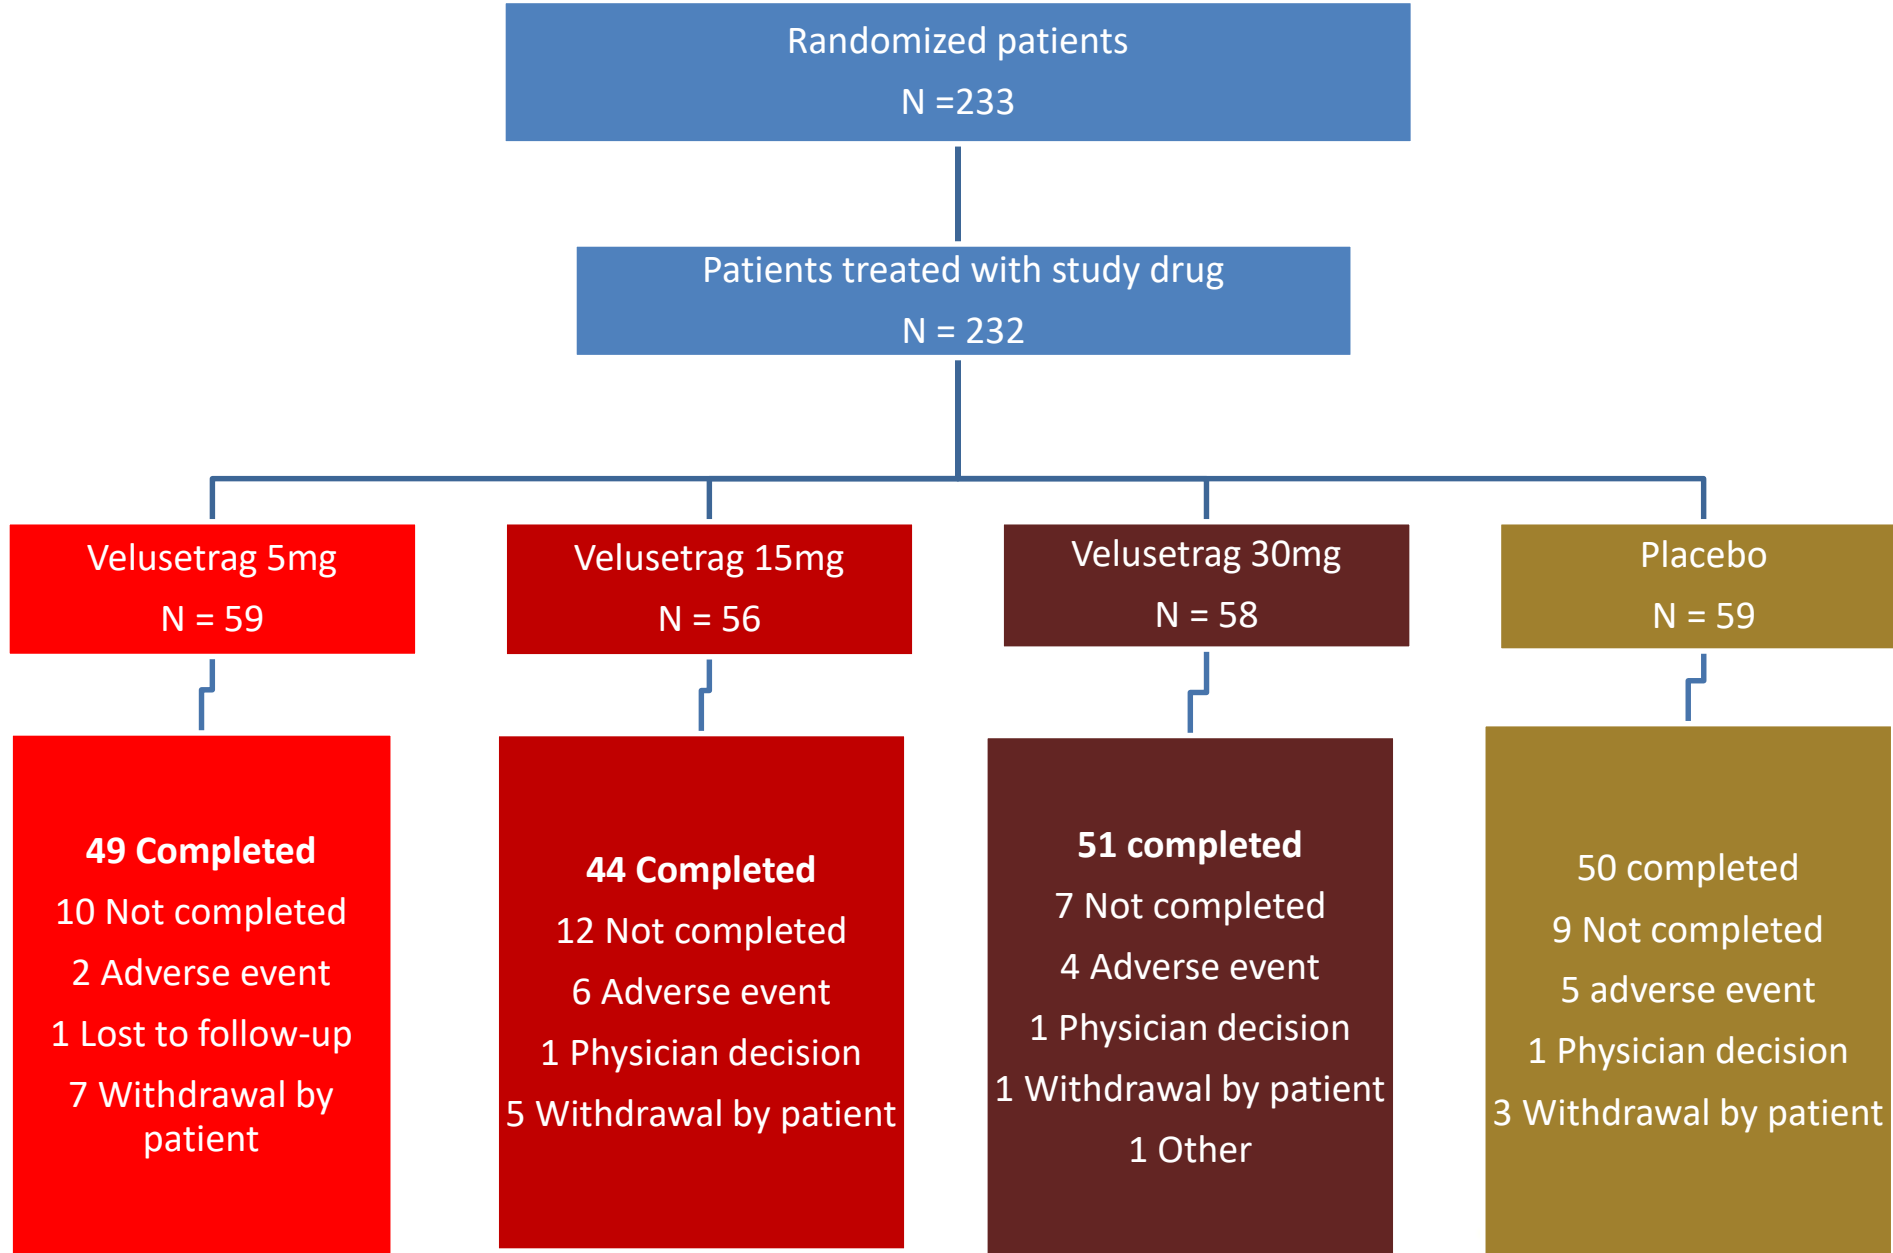 Randomized patients
N =233
Patients treated with study drug
N = 232
Velusetrag 5mg
N = 59
Velusetrag 15mg
N = 56
Velusetrag 30mg
N = 58
Placebo
N = 59
49 Completed
10 Not completed
2 Adverse event
1 Lost to follow-up
7 Withdrawal by
patient
44 Completed
12 Not completed
6 Adverse event
1 Physician decision
5 Withdrawal by patient
51 completed
7 Not completed
4 Adverse event
1 Physician decision
1 Withdrawal by patient
1 Other
50 completed
9 Not completed
5 adverse event
1 Physician decision
3 Withdrawal by patient